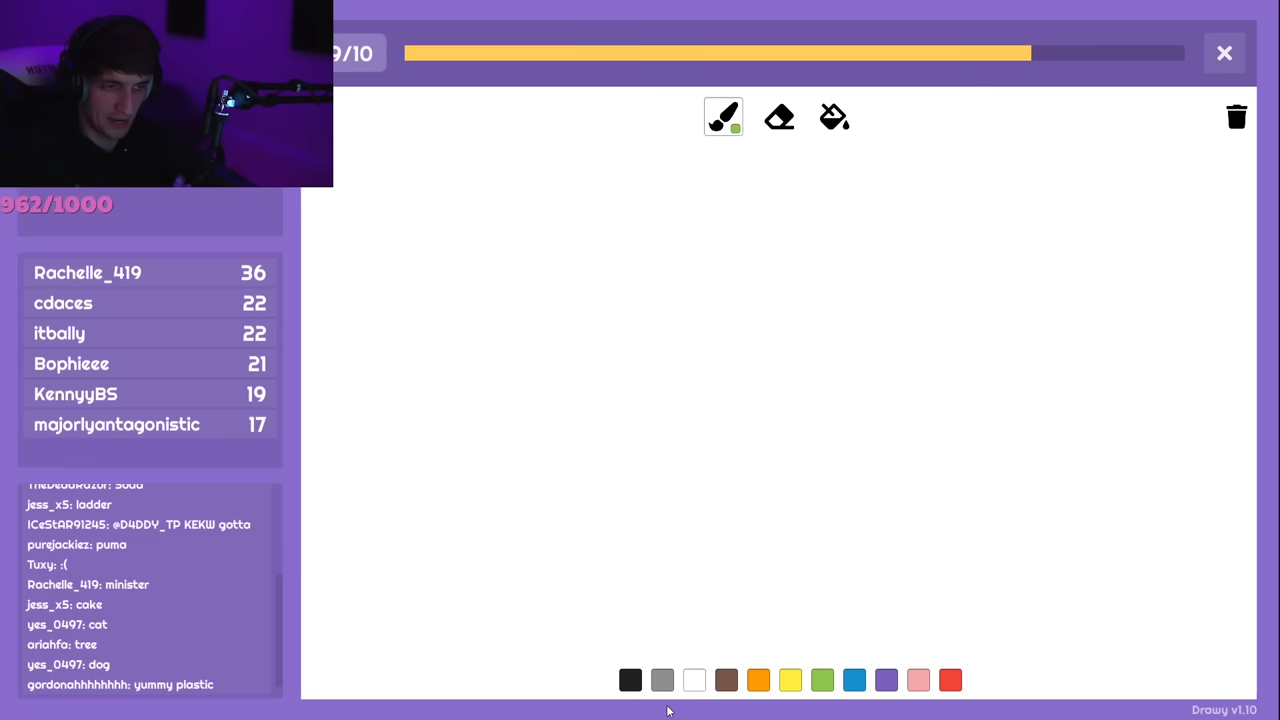 9/10
962/1000
Rachelle_419 36
cdaces 22
itbally 22
Bophieee 21
KennyyBS 19
majorlyantagonistic 17
TheDeadRazor: Soda
jess_x5: ladder
ICeStAR91245: @D4DDY_TP KEKW gotta
purejackiez: puma
Tuxy: :(
Rachelle_419: minister
jess_x5: cake
yes_0497: cat
ariahfa: tree
yes_0497: dog
gordonahhhhhhhh: yummy plastic
Drawy v1.10